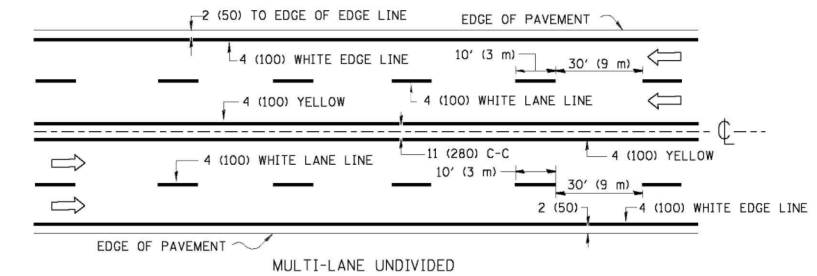 2 (50) TO EDGE OF EDGE LINE
EDGE OF PAVEMENT
4 (100) WHITE EDGE LINE
10' (3 m)
30' (9 m)
4 (100) YELLOW
4 (100) WHITE LANE LINE
℄
4 (100) WHITE LANE LINE
11 (280) C-C
4 (100) YELLOW
10' (3 m)
30' (9 m)
2 (50)
4 (100) WHITE EDGE LINE
EDGE OF PAVEMENT
MULTI-LANE UNDIVIDED